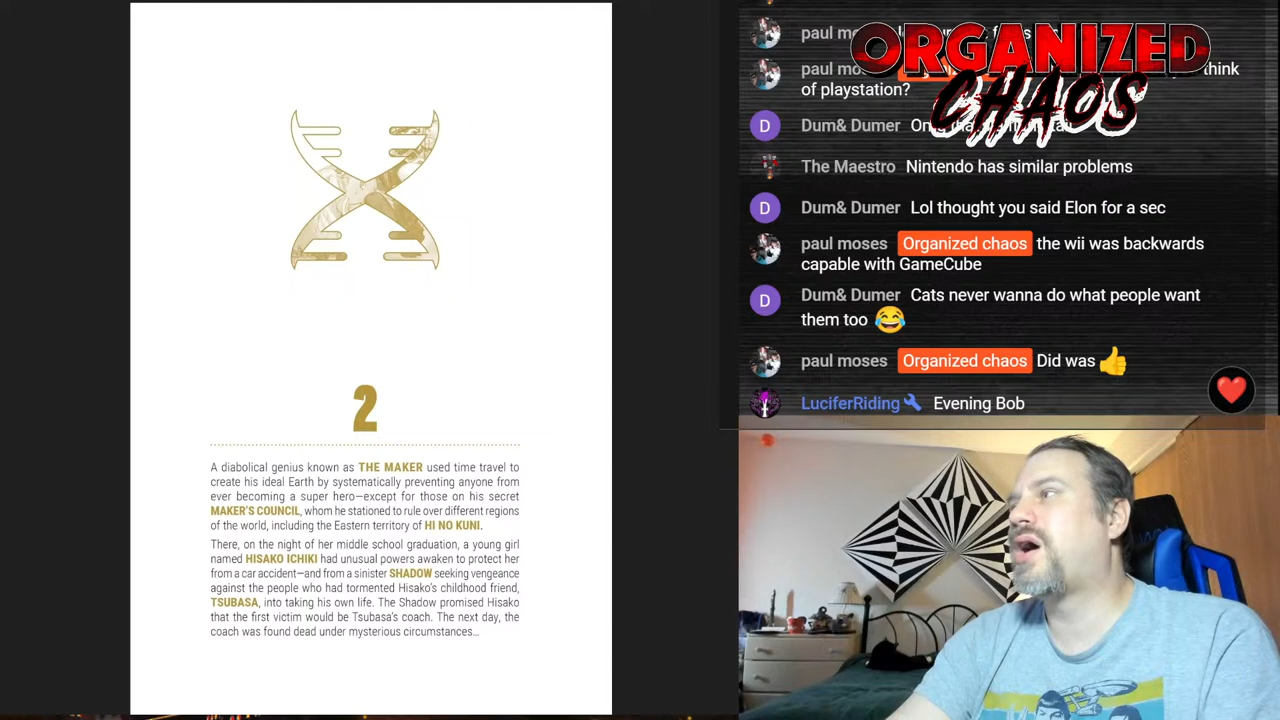 2
A diabolical genius known as THE MAKER used time travel to
create his ideal Earth by systematically preventing anyone from
ever becoming a super hero—except for those on his secret
MAKER'S COUNCIL, whom he stationed to rule over different regions
of the world, including the Eastern territory of HI NO KUNI.
There, on the night of her middle school graduation, a young girl
named HISAKO ICHIKI had unusual powers awaken to protect her
from a car accident—and from a sinister SHADOW seeking vengeance
against the people who had tormented Hisako's childhood friend,
TSUBASA, into taking his own life. The Shadow promised Hisako
that the first victim would be Tsubasa's coach. The next day, the
coach was found dead under mysterious circumstances...
ORGANIZED
CHAOS
paul
paul mos think
of playstation?
D Dum& Dumer
The Maestro Nintendo has similar problems
D Dum& Dumer Lol thought you said Elon for a sec
paul moses Organized chaos the wii was backwards
capable with GameCube
D Dum& Dumer Cats never wanna do what people want
them too 😂
paul moses Organized chaos Did was 👍
LuciferRiding Evening Bob